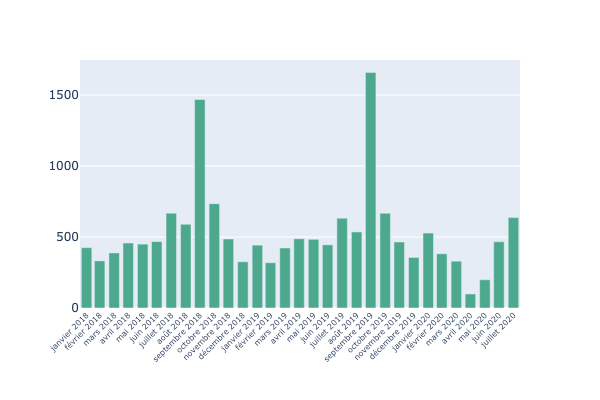 1500
1000
500
0
janvier 2018
février 2018
mars 2018
avril 2018
mai 2018
juin 2018
juillet 2018
août 2018
septembre 2018
octobre 2018
novembre 2018
décembre 2018
janvier 2019
février 2019
mars 2019
avril 2019
mai 2019
juin 2019
juillet 2019
août 2019
septembre 2019
octobre 2019
novembre 2019
décembre 2019
janvier 2020
février 2020
mars 2020
avril 2020
mai 2020
juin 2020
juillet 2020